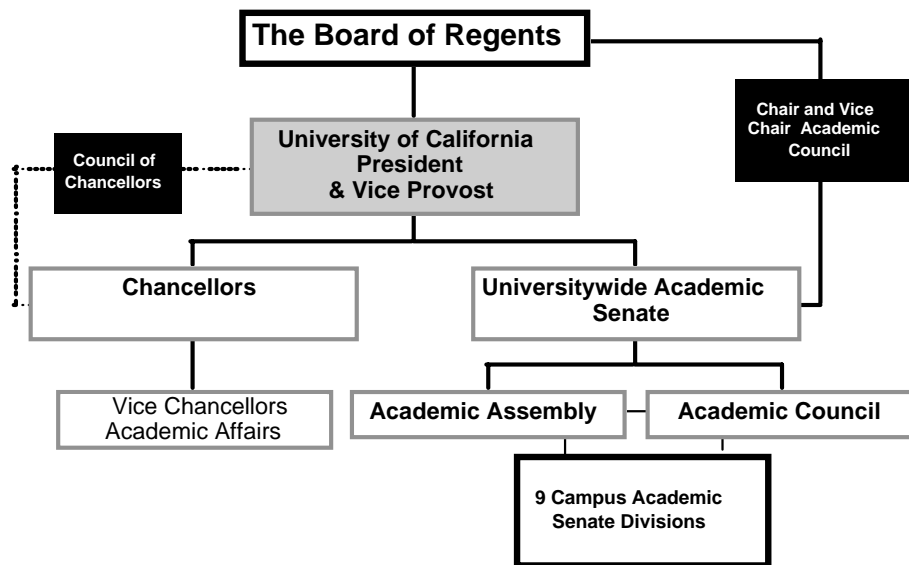 The Board of Regents
Chair and Vice
Chair Academic
Council
University of California
President
& Vice Provost
Council of
Chancellors
Chancellors
Universitywide Academic
Senate
Vice Chancellors
Academic Affairs
Academic Assembly
Academic Council
9 Campus Academic
Senate Divisions